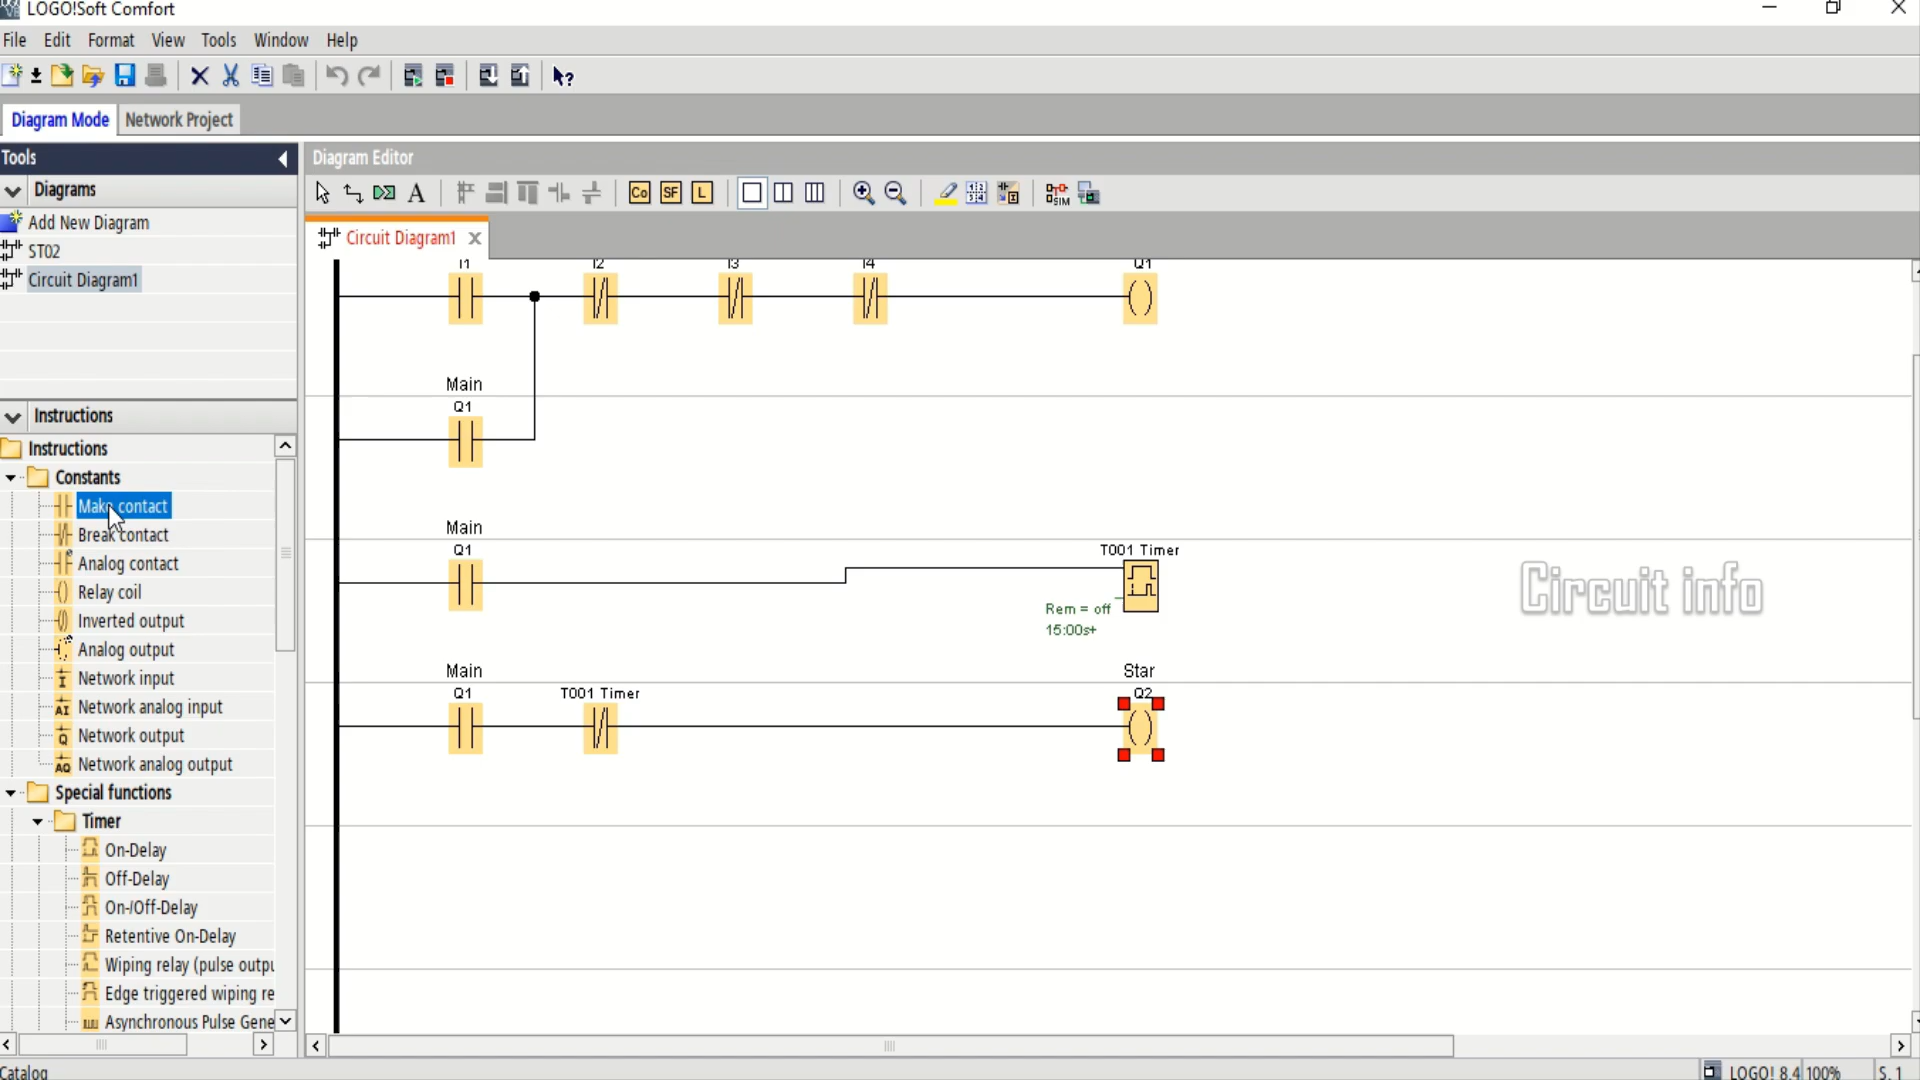 LOGO!Soft Comfort
File Edit Format View Tools Window Help
Diagram Mode Network Project
Tools
Diagrams
Add New Diagram
ST02
Circuit Diagram1
Instructions
Instructions
Constants
Make contact
Break contact
Analog contact
Relay coil
Inverted output
Analog output
Network input
Network analog input
Network output
Network analog output
Special functions
Timer
On-Delay
Off-Delay
On-/Off-Delay
Retentive On-Delay
Wiping relay (pulse outpu
Edge triggered wiping re
Asynchronous Pulse Gene
Catalog
Diagram Editor
Co SF L
SIM
Circuit Diagram1
I1 I2 I3 I4 Q1
Main
Q1
Main
Q1
T001 Timer
Rem = off
15:00s+
Main
Q1
T001 Timer
Star
Q2
Circuit info
LOGO! 8.4 100% S. 1